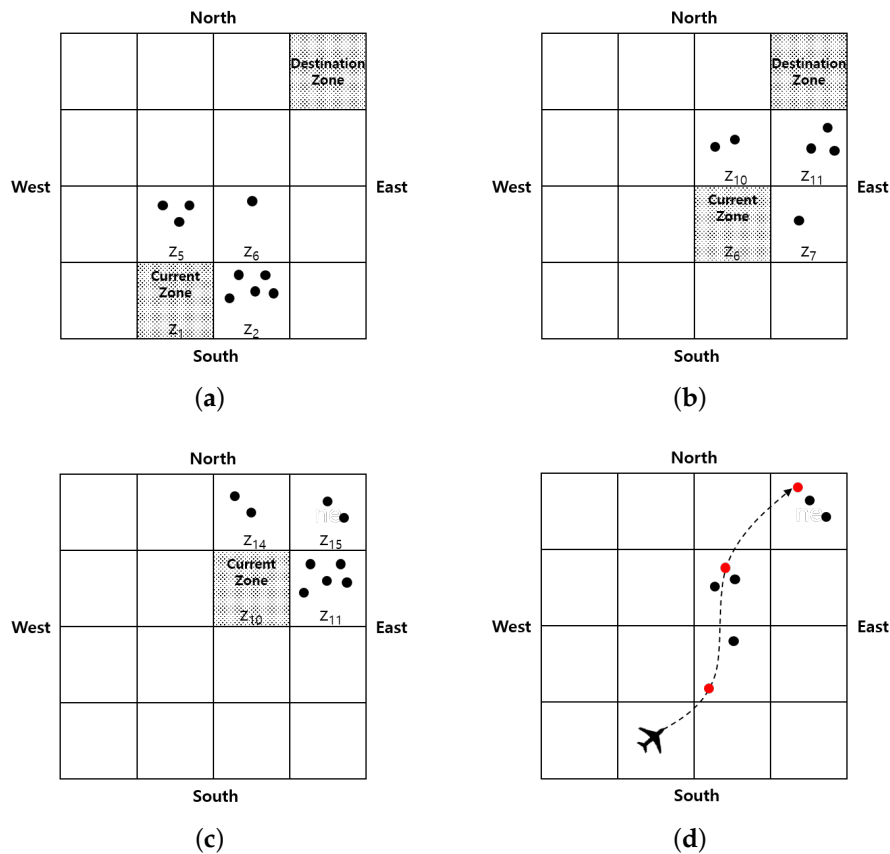 North
Destination
Zone
West
East
Z5
Z6
Current
Zone
Z1
Z2
South
(a)
North
Destination
Zone
West
East
Z10
Z11
Current
Zone
Z6
Z7
South
(b)
North
ne
Z14
Z15
Current
Zone
Z10
Z11
West
East
South
(c)
North
ne
West
East
South
(d)